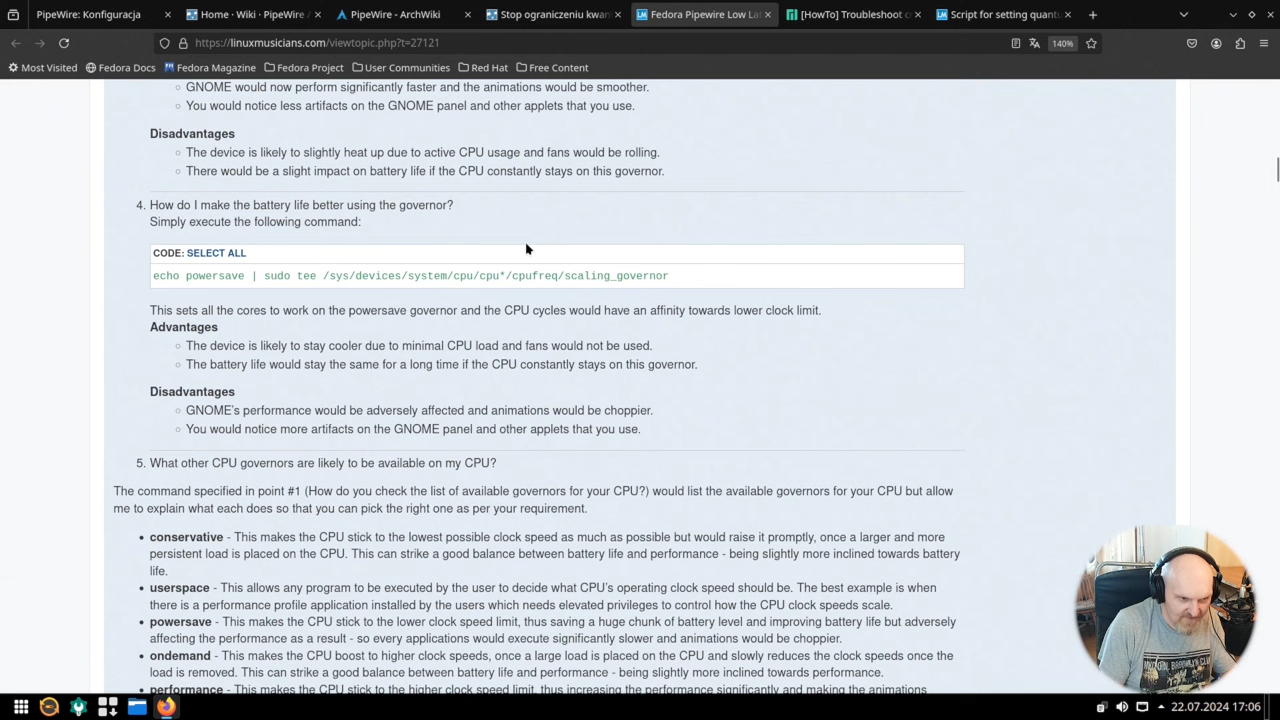 PipeWire: Konfiguracja
Home · Wiki · PipeWire /
PipeWire - ArchWiki
Stop ograniczeniu kwan
Fedora Pipewire Low La
[HowTo] Troubleshoot c
Script for setting quant
https://linuxmusicians.com/viewtopic.php?t=27121
140%
Most Visited
Fedora Docs
Fedora Magazine
Fedora Project
User Communities
Red Hat
Free Content
GNOME would now perform significantly faster and the animations would be smoother.
You would notice less artifacts on the GNOME panel and other applets that you use.
Disadvantages
The device is likely to slightly heat up due to active CPU usage and fans would be rolling.
There would be a slight impact on battery life if the CPU constantly stays on this governor.
4. How do I make the battery life better using the governor?
Simply execute the following command:
CODE: SELECT ALL
echo powersave | sudo tee /sys/devices/system/cpu/cpu*/cpufreq/scaling_governor
This sets all the cores to work on the powersave governor and the CPU cycles would have an affinity towards lower clock limit.
Advantages
The device is likely to stay cooler due to minimal CPU load and fans would not be used.
The battery life would stay the same for a long time if the CPU constantly stays on this governor.
Disadvantages
GNOME's performance would be adversely affected and animations would be choppier.
You would notice more artifacts on the GNOME panel and other applets that you use.
5. What other CPU governors are likely to be available on my CPU?
The command specified in point #1 (How do you check the list of available governors for your CPU?) would list the available governors for your CPU but allow
me to explain what each does so that you can pick the right one as per your requirement.
conservative - This makes the CPU stick to the lowest possible clock speed as much as possible but would raise it promptly, once a larger and more
persistent load is placed on the CPU. This can strike a good balance between battery life and performance - being slightly more inclined towards battery
life.
userspace - This allows any program to be executed by the user to decide what CPU's operating clock speed should be. The best example is when
there is a performance profile application installed by the users which needs elevated privileges to control how the CPU clock speeds scale.
powersave - This makes the CPU stick to the lower clock speed limit, thus saving a huge chunk of battery level and improving battery life but adversely
affecting the performance as a result - so every applications would execute significantly slower and animations would be choppier.
ondemand - This makes the CPU boost to higher clock speeds, once a large load is placed on the CPU and slowly reduces the clock speeds once the
load is removed. This can strike a good balance between battery life and performance - being slightly more inclined towards performance.
performance - This makes the CPU stick to the higher clock speed limit, thus increasing the performance significantly and making the animations
22.07.2024 17:06